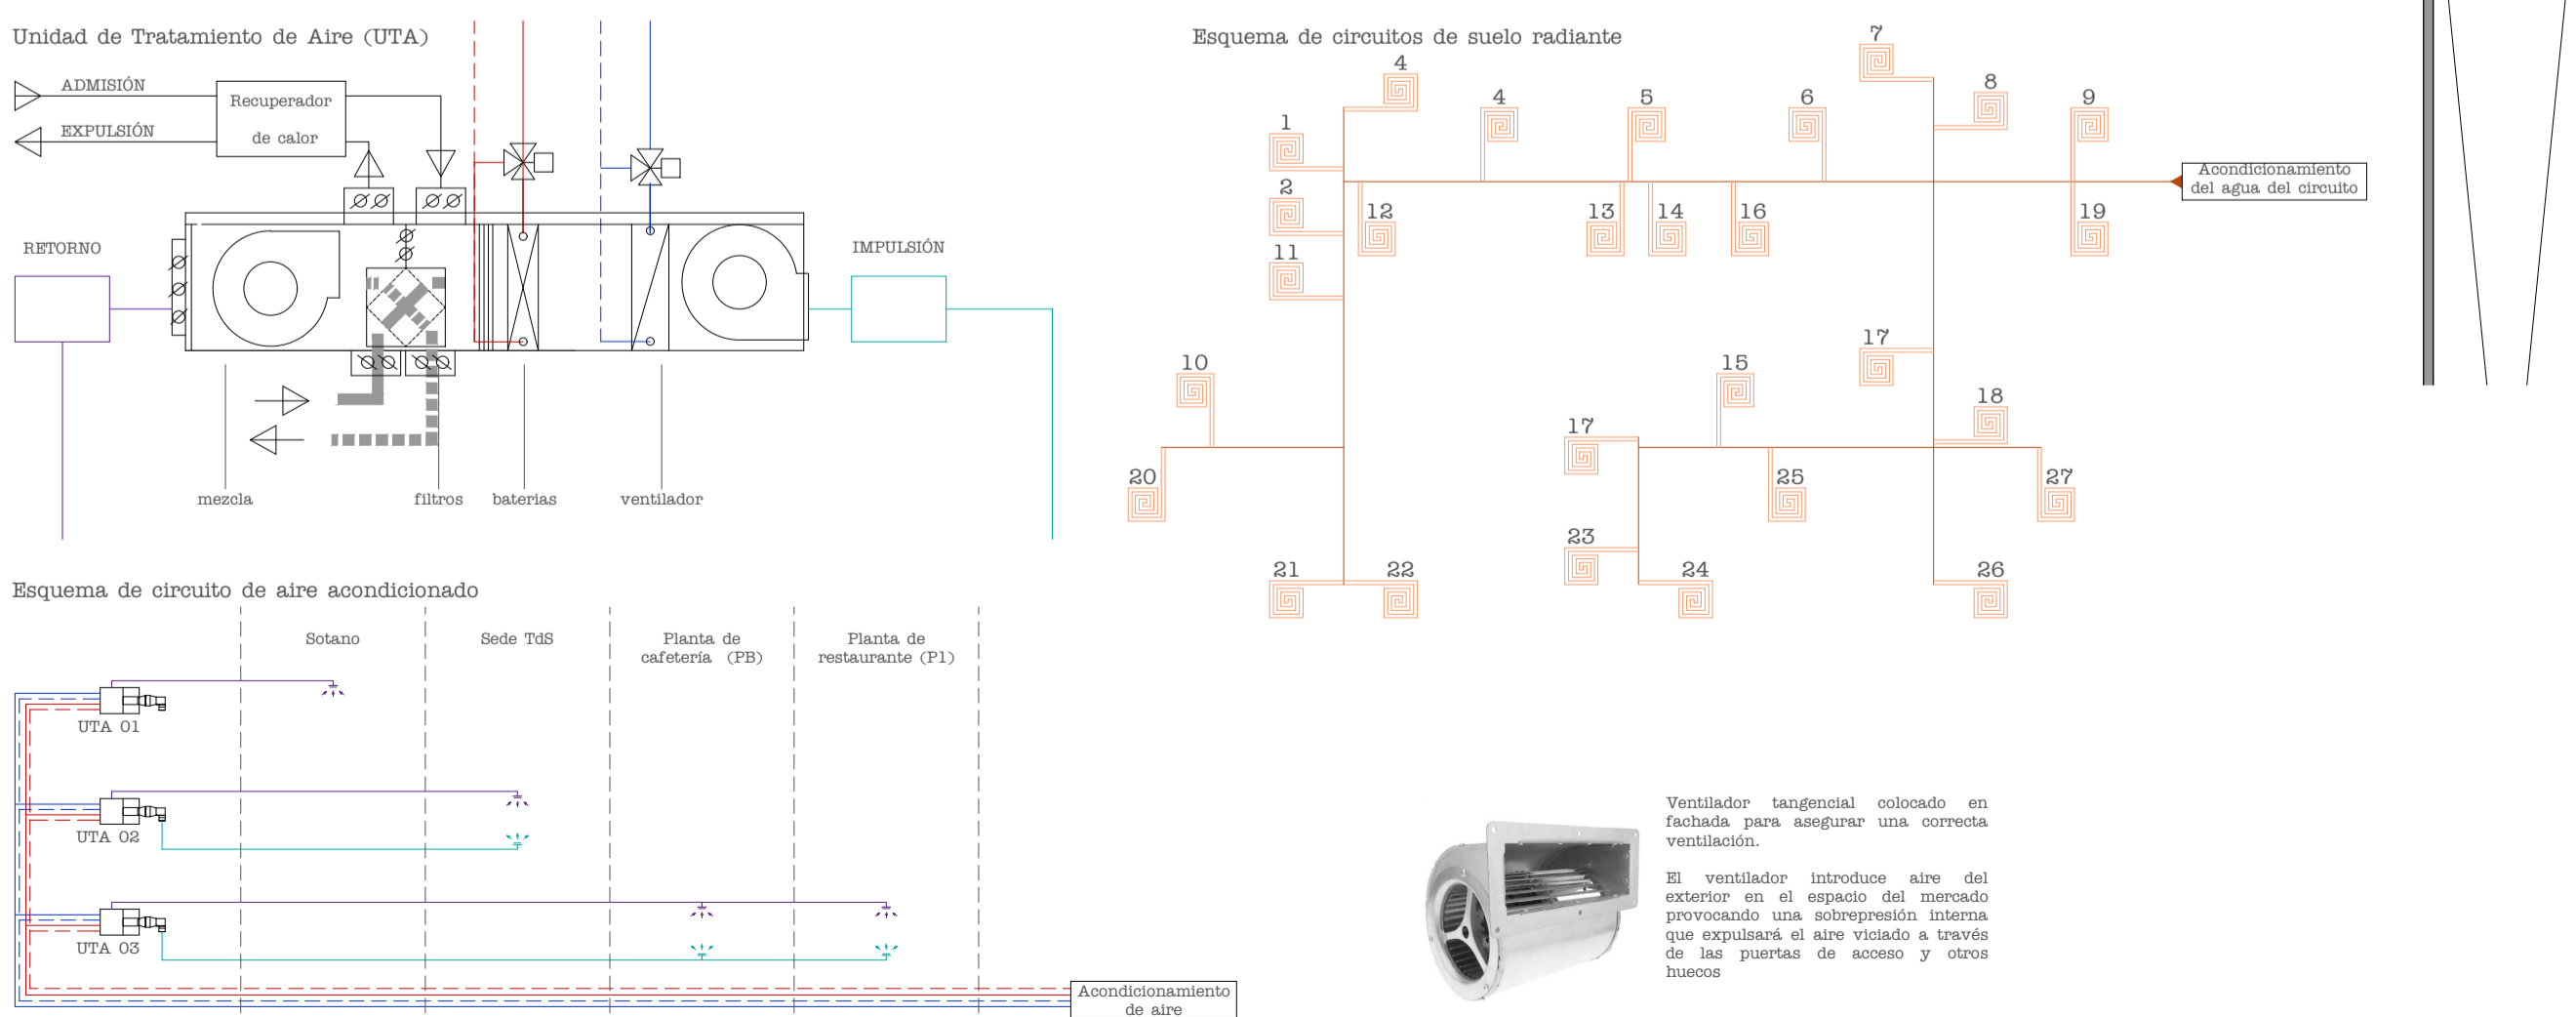 Unidad de Tratamiento de Aire (UTA)
ADMISIÓN
EXPULSIÓN
Recuperador
de calor
RETORNO
IMPULSIÓN
mezcla
filtros
baterias
ventilador
Esquema de circuito de aire acondicionado
Sotano
Sede TdS
Planta de
cafetería (PB)
Planta de
restaurante (P1)
UTA 01
UTA 02
UTA 03
Acondicionamiento
de aire
Esquema de circuitos de suelo radiante
7
4
8
4
5
6
9
1
Acondicionamiento
del agua del circuito
2
12
13
14
16
19
11
17
10
15
18
17
20
25
27
23
21
22
24
26
Ventilador tangencial colocado en
fachada para asegurar una correcta
ventilación.
El ventilador introduce aire del
exterior en el espacio del mercado
provocando una sobrepresión interna
que expulsará el aire viciado a través
de las puertas de acceso y otros
huecos